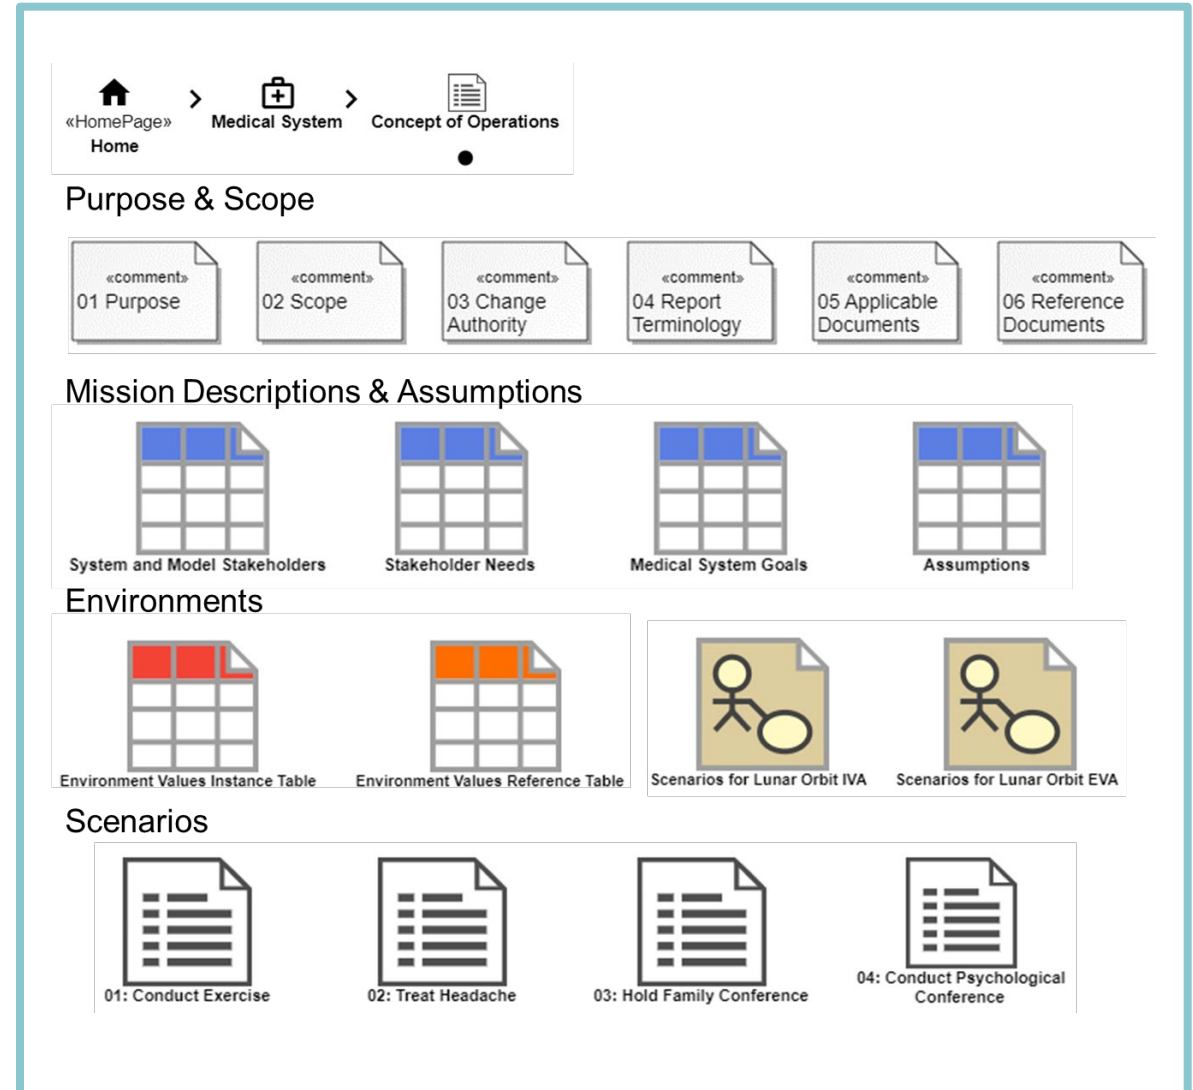 «HomePage»
Home
Medical System
Concept of Operations
Purpose & Scope
«comment»
01 Purpose
«comment»
02 Scope
«comment»
03 Change
Authority
«comment»
04 Report
Terminology
«comment»
05 Applicable
Documents
«comment»
06 Reference
Documents
Mission Descriptions & Assumptions
System and Model Stakeholders
Stakeholder Needs
Medical System Goals
Assumptions
Environments
Environment Values Instance Table
Environment Values Reference Table
Scenarios for Lunar Orbit IVA
Scenarios for Lunar Orbit EVA
Scenarios
01: Conduct Exercise
02: Treat Headache
03: Hold Family Conference
04: Conduct Psychological
Conference